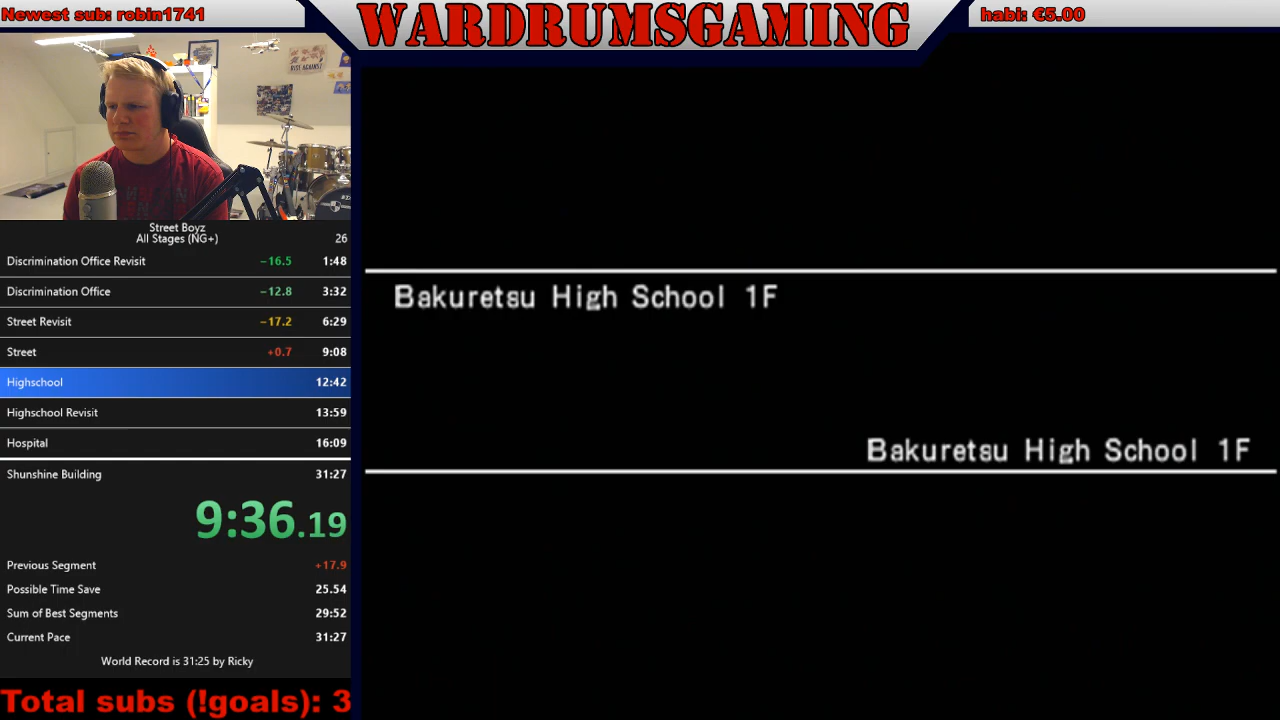 Newest sub: robin1741
WARDRUMSGAMING
habi: €5.00
RISE AGAINST
Street Boyz
All Stages (NG+) 26
Discrimination Office Revisit -16.5 1:48
Discrimination Office -12.8 3:32
Street Revisit -17.2 6:29
Street +0.7 9:08
Highschool 12:42
Highschool Revisit 13:59
Hospital 16:09
Shunshine Building 31:27
9:36.19
Previous Segment +17.9
Possible Time Save 25.54
Sum of Best Segments 29:52
Current Pace 31:27
World Record is 31:25 by Ricky
Total subs (!goals): 3
Bakuretsu High School 1F
Bakuretsu High School 1F